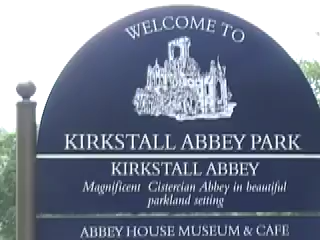 WELCOME TO
KIRKSTALL ABBEY PARK
KIRKSTALL ABBEY
Magnificent Cistercian Abbey in beautiful
parkland setting
ABBEY HOUSE MUSEUM & CAFE